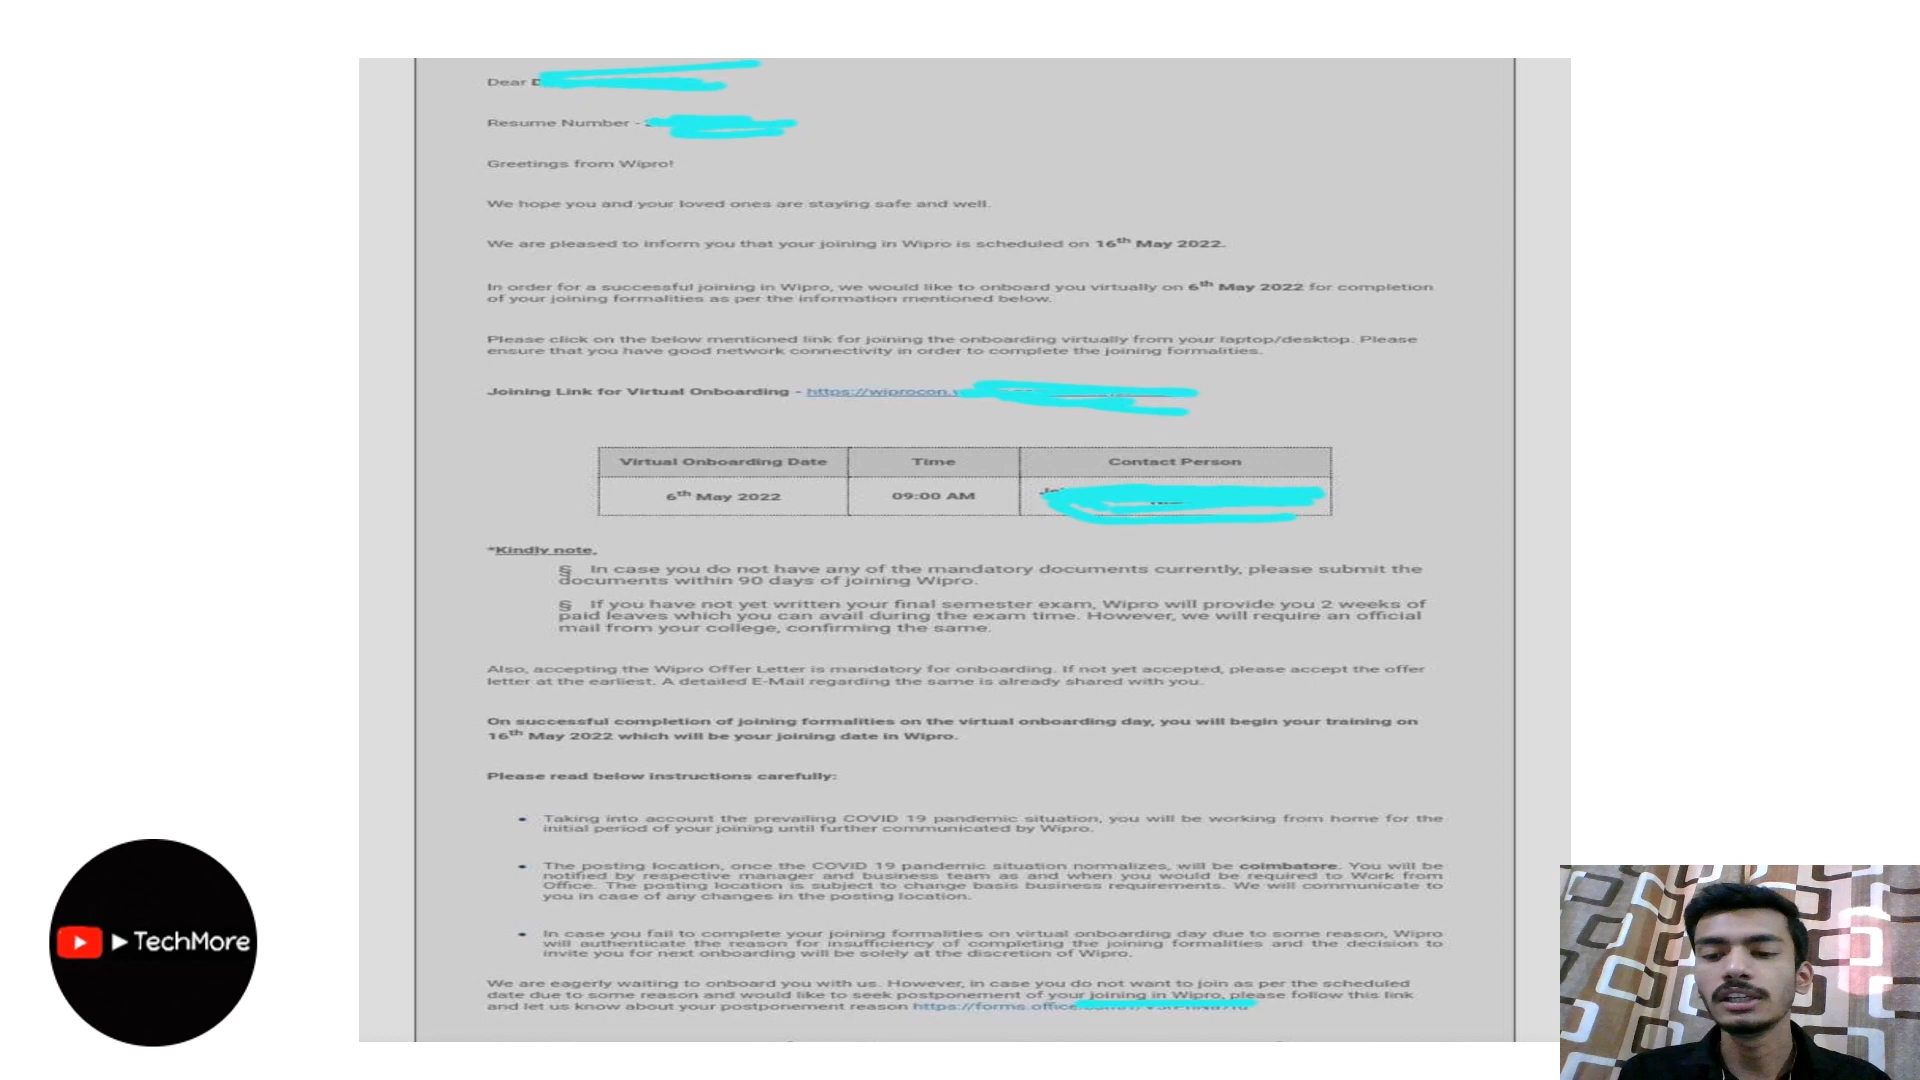 Dear
Resume Number -
Greetings from Wipro!
We hope you and your loved ones are staying safe and well.
We are pleased to inform you that your joining in Wipro is scheduled on 16th May 2022.
In order for a successful joining in Wipro, we would like to onboard you virtually on 6th May 2022 for completion
of your joining formalities as per the information mentioned below.
Please click on the below mentioned link for joining the onboarding virtually from your laptop/desktop. Please
ensure that you have good network connectivity in order to complete the joining formalities.
Joining Link for Virtual Onboarding - https://wiprocon.
Virtual Onboarding Date Time Contact Person
6th May 2022 09:00 AM
*Kindly note,
§ In case you do not have any of the mandatory documents currently, please submit the
documents within 90 days of joining Wipro.
§ If you have not yet written your final semester exam, Wipro will provide you 2 weeks of
paid leaves which you can avail during the exam time. However, we will require an official
mail from your college, confirming the same.
Also, accepting the Wipro Offer Letter is mandatory for onboarding. If not yet accepted, please accept the offer
letter at the earliest. A detailed E-Mail regarding the same is already shared with you.
On successful completion of joining formalities on the virtual onboarding day, you will begin your training on
16th May 2022 which will be your joining date in Wipro.
Please read below instructions carefully:
• Taking into account the prevailing COVID 19 pandemic situation, you will be working from home for the
initial period of your joining until further communicated by Wipro.
• The posting location, once the COVID 19 pandemic situation normalizes, will be coimbatore. You will be
notified by respective manager and business team as and when you would be required to Work from
Office. The posting location is subject to change basis business requirements. We will communicate to
you in case of any changes in the posting location.
• In case you fail to complete your joining formalities on virtual onboarding day due to some reason, Wipro
will authenticate the reason for insufficiency of completing the joining formalities and the decision to
invite you for next onboarding will be solely at the discretion of Wipro.
We are eagerly waiting to onboard you with us. However, in case you do not want to join as per the scheduled
date due to some reason and would like to seek postponement of your joining in Wipro, please follow this link
and let us know about your postponement reason https://forms.office.
TechMore